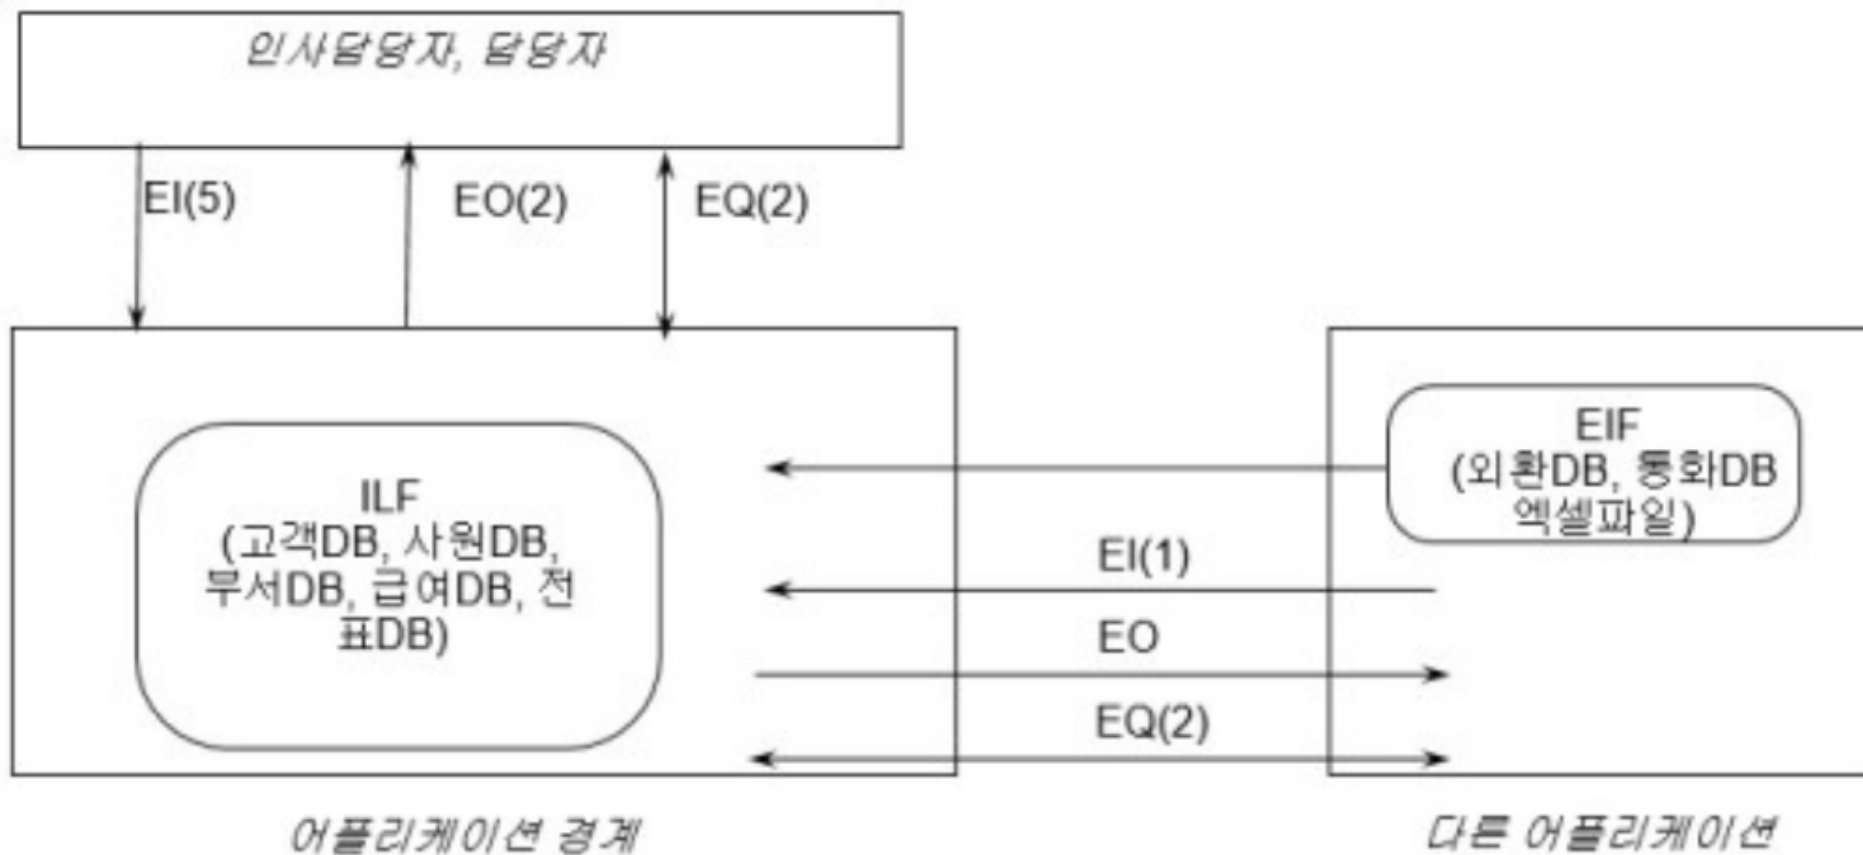 인사담당자, 담당자
EI(5)
EO(2)
EQ(2)
ILF
(고객DB, 사원DB,
부서DB, 급여DB, 전
표DB)
EIF
(외환DB, 통화DB
엑셀파일)
EI(1)
EO
EQ(2)
어플리케이션 경계
다른 어플리케이션